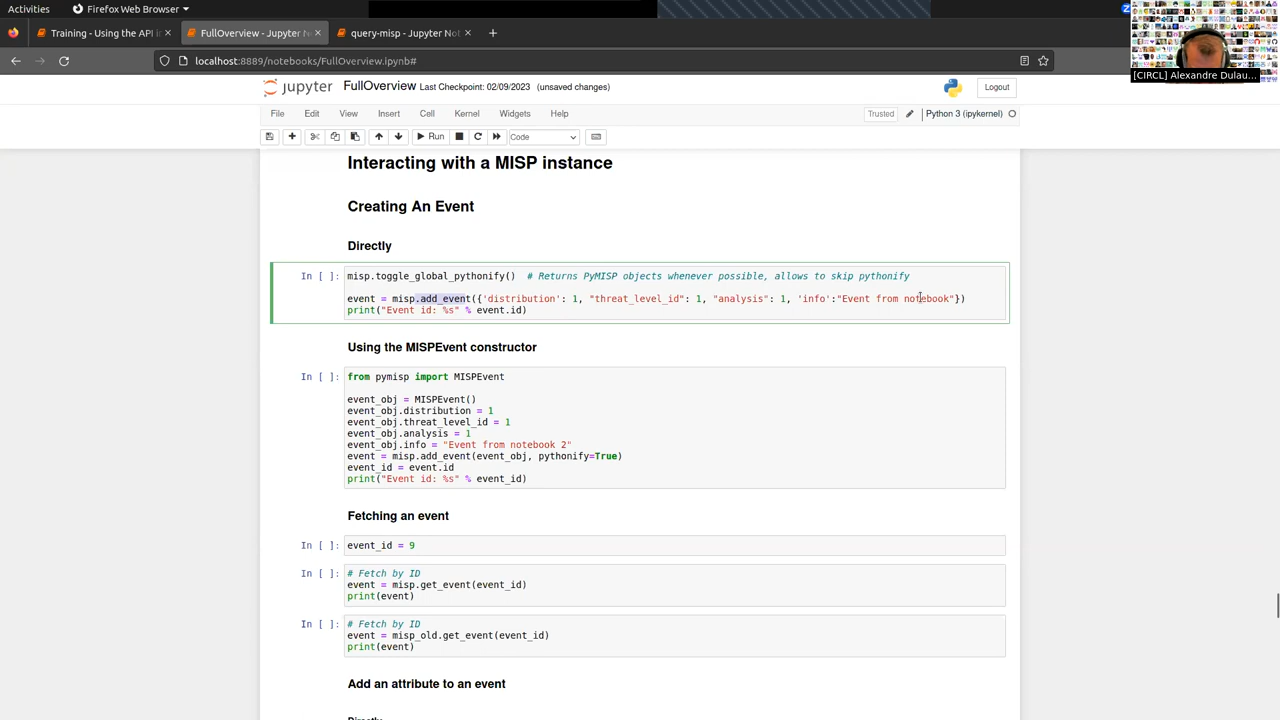 Activities
Firefox Web Browser
Training - Using the API i
FullOverview - Jupyter N
query-misp - Jupyter
localhost:8889/notebooks/FullOverview.ipynb#
[CIRCL] Alexandre Dulau...
jupyter FullOverview Last Checkpoint: 02/09/2023 (unsaved changes)
Logout
File Edit View Insert Cell Kernel Widgets Help
Trusted
Python 3 (ipykernel)
Run
Code
Interacting with a MISP instance
Creating An Event
Directly
In [ ]: misp.toggle_global_pythonify()  # Returns PyMISP objects whenever possible, allows to skip pythonify
event = misp.add_event({'distribution': 1, "threat_level_id": 1, "analysis": 1, 'info':"Event from notebook"})
print("Event id: %s" % event.id)
Using the MISPEvent constructor
In [ ]: from pymisp import MISPEvent
event_obj = MISPEvent()
event_obj.distribution = 1
event_obj.threat_level_id = 1
event_obj.analysis = 1
event_obj.info = "Event from notebook 2"
event = misp.add_event(event_obj, pythonify=True)
event_id = event.id
print("Event id: %s" % event_id)
Fetching an event
In [ ]: event_id = 9
In [ ]: # Fetch by ID
event = misp.get_event(event_id)
print(event)
In [ ]: # Fetch by ID
event = misp_old.get_event(event_id)
print(event)
Add an attribute to an event
Directly